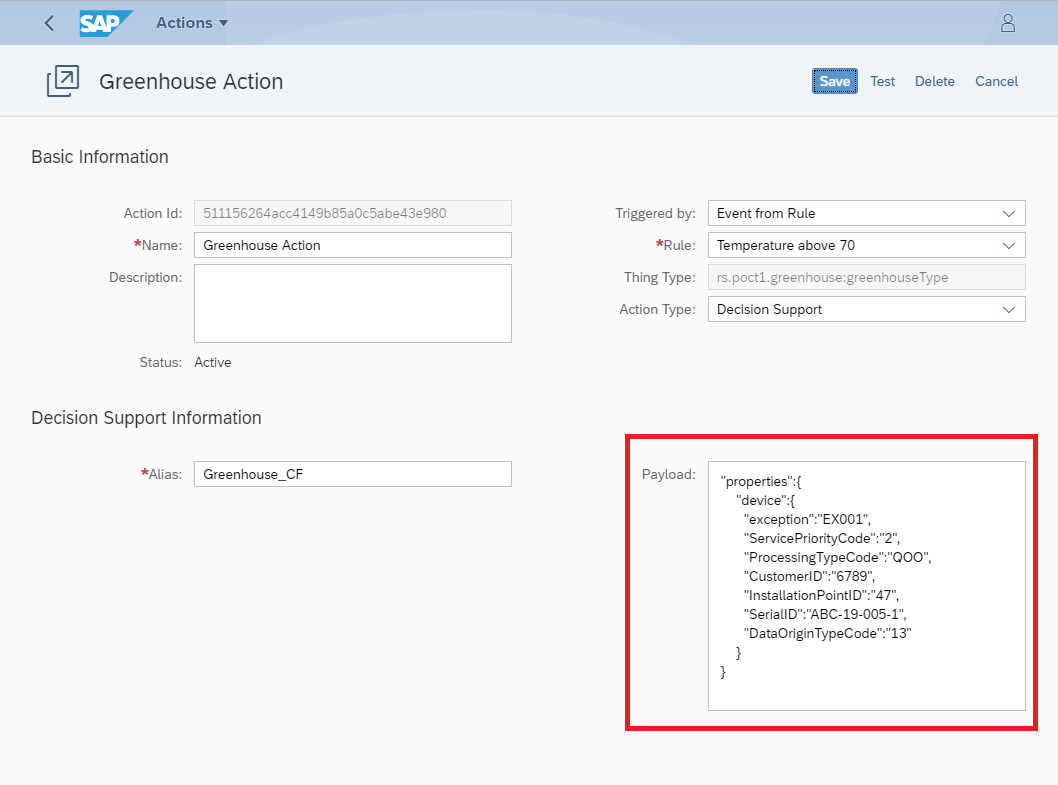 SAP Actions
Greenhouse Action
Save Test Delete Cancel
Basic Information
Action Id: 511156264acc4149b85a0c5abe43e980
*Name: Greenhouse Action
Description:
Status: Active
Triggered by: Event from Rule
*Rule: Temperature above 70
Thing Type: rs.poct1.greenhouse:greenhouseType
Action Type: Decision Support
Decision Support Information
*Alias: Greenhouse_CF
Payload: "properties":{
"device":{
"exception":"EX001",
"ServicePriorityCode":"2",
"ProcessingTypeCode":"QOO",
"CustomerID":"6789",
"InstallationPointID":"47",
"SerialID":"ABC-19-005-1",
"DataOriginTypeCode":"13"
}
}